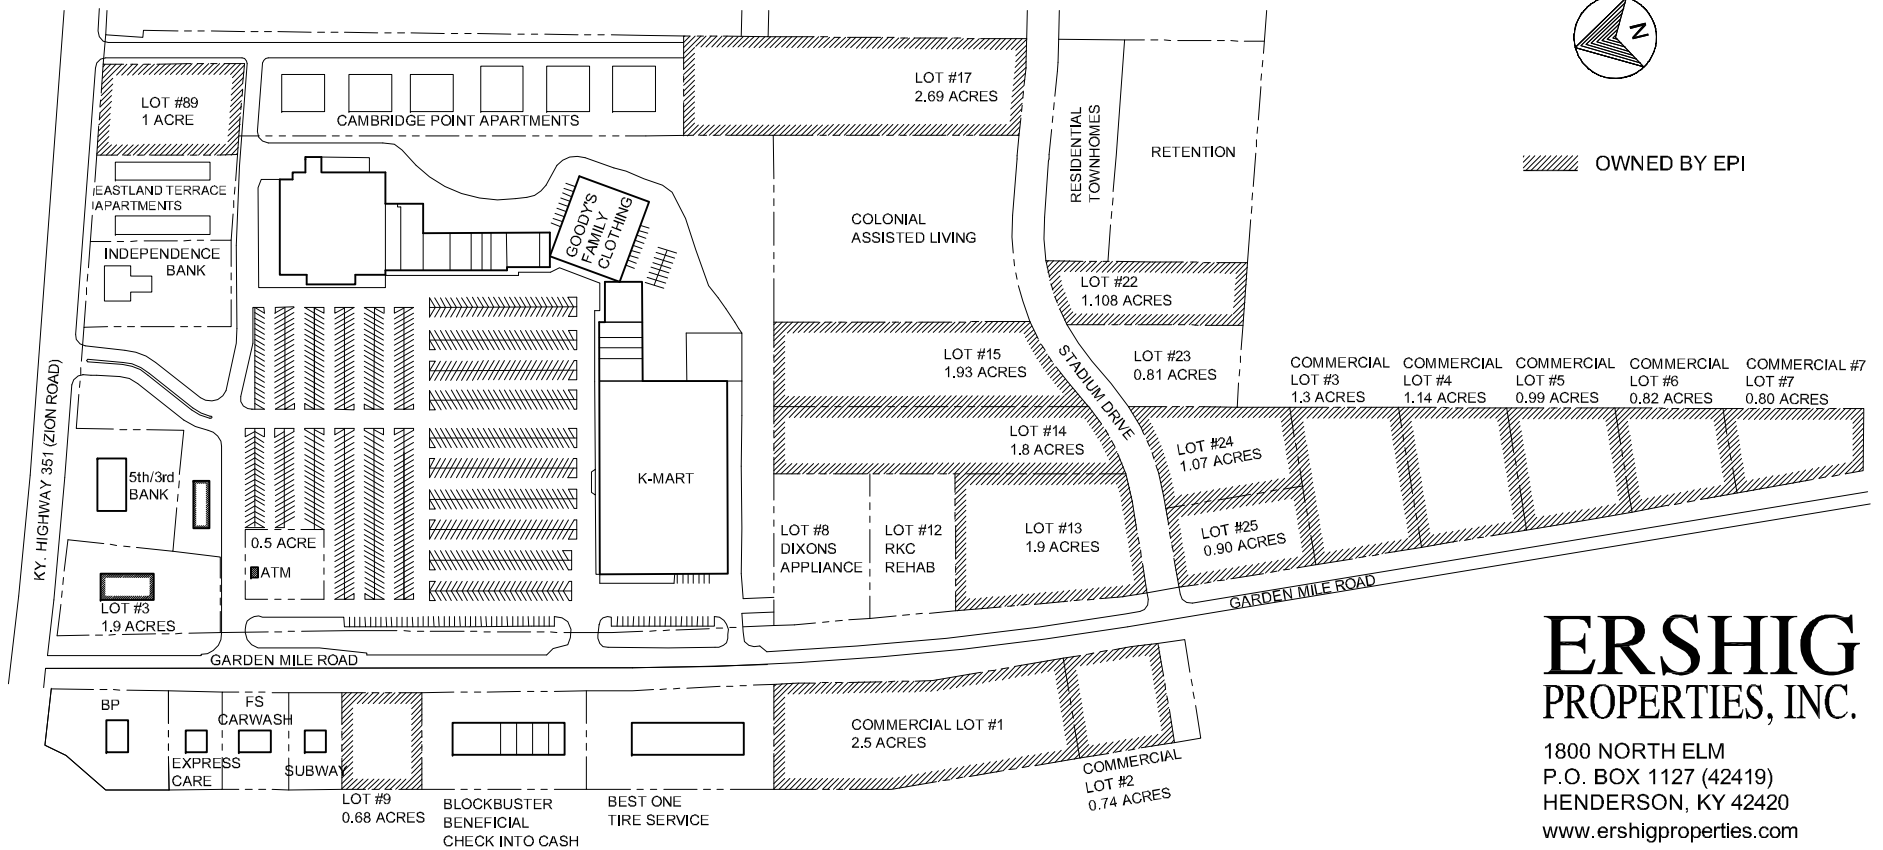 N
LOT #17
2.69 ACRES
LOT #89
1 ACRE
CAMBRIDGE POINT APARTMENTS
RESIDENTIAL
TOWNHOMES
RETENTION
OWNED BY EPI
EASTLAND TERRACE
APARTMENTS
GOODY'S
FAMILY
CLOTHING
COLONIAL
ASSISTED LIVING
INDEPENDENCE
BANK
LOT #22
1.108 ACRES
LOT #15
1.93 ACRES
STADIUM DRIVE
LOT #23
0.81 ACRES
COMMERCIAL
LOT #3
1.3 ACRES
COMMERCIAL
LOT #4
1.14 ACRES
COMMERCIAL
LOT #5
0.99 ACRES
COMMERCIAL
LOT #6
0.82 ACRES
COMMERCIAL #7
LOT #7
0.80 ACRES
KY. HIGHWAY 351 (ZION ROAD)
LOT #14
1.8 ACRES
LOT #24
1.07 ACRES
5th/3rd
BANK
K-MART
LOT #8
DIXONS
APPLIANCE
LOT #12
RKC
REHAB
LOT #13
1.9 ACRES
LOT #25
0.90 ACRES
0.5 ACRE
ATM
LOT #3
1.9 ACRES
GARDEN MILE ROAD
GARDEN MILE ROAD
BP
EXPRESS
CARE
FS
CARWASH
SUBWAY
LOT #9
0.68 ACRES
BLOCKBUSTER
BENEFICIAL
CHECK INTO CASH
BEST ONE
TIRE SERVICE
COMMERCIAL LOT #1
2.5 ACRES
COMMERCIAL
LOT #2
0.74 ACRES
ERSHIG
PROPERTIES, INC.
1800 NORTH ELM
P.O. BOX 1127 (42419)
HENDERSON, KY 42420
www.ershigproperties.com